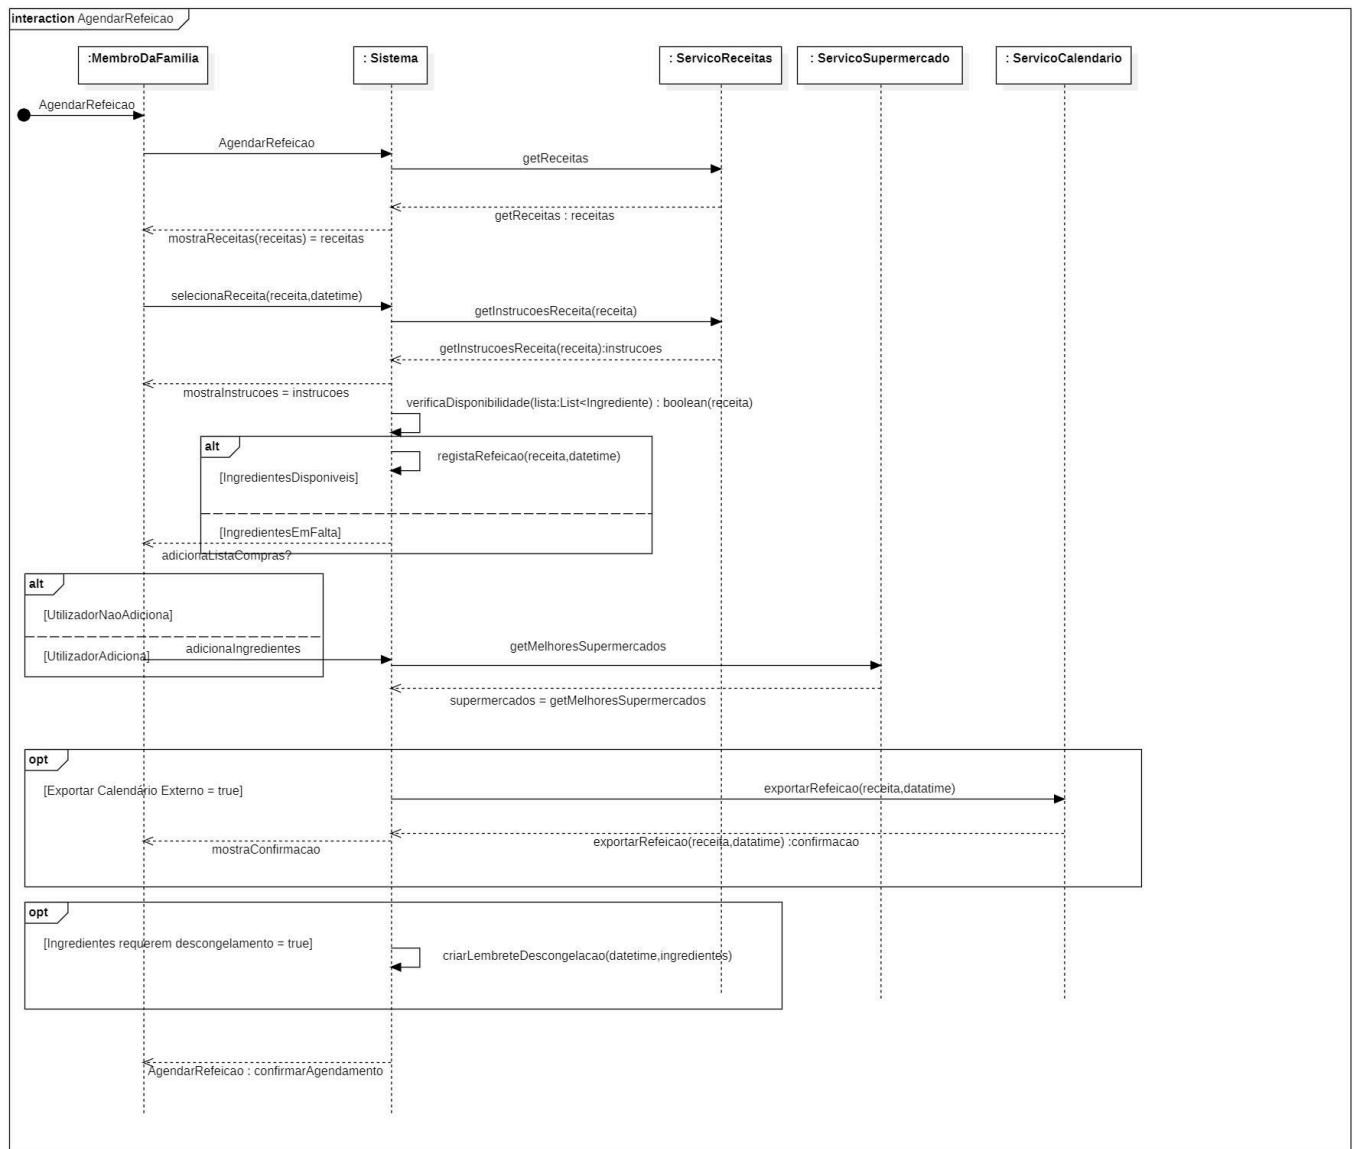 interaction AgendarRefeicao
:MembroDaFamilia
: Sistema
: ServicoReceitas
: ServicoSupermercado
: ServicoCalendario
AgendarRefeicao
AgendarRefeicao
getReceitas
getReceitas : receitas
mostraReceitas(receitas) = receitas
selecionaReceita(receita,datetime)
getInstrucoesReceita(receita)
getInstrucoesReceita(receita):instrucoes
mostraInstrucoes = instrucoes
verificaDisponibilidade(lista:List<Ingrediente) : boolean(receita)
alt
registaRefeicao(receita,datetime)
[IngredientesDisponiveis]
[IngredientesEmFalta]
adicionaListaCompras?
alt
[UtilizadorNaoAdiciona]
adicionaIngredientes
getMelhoresSupermercados
[UtilizadorAdiciona]
supermercados = getMelhoresSupermercados
opt
[Exportar Calendário Externo = true]
exportarRefeicao(receita,datatime)
exportarRefeicao(receita,datatime) :confirmacao
mostraConfirmacao
opt
[Ingredientes requerem descongelamento = true]
criarLembreteDescongelacao(datetime,ingredientes)
AgendarRefeicao : confirmarAgendamento